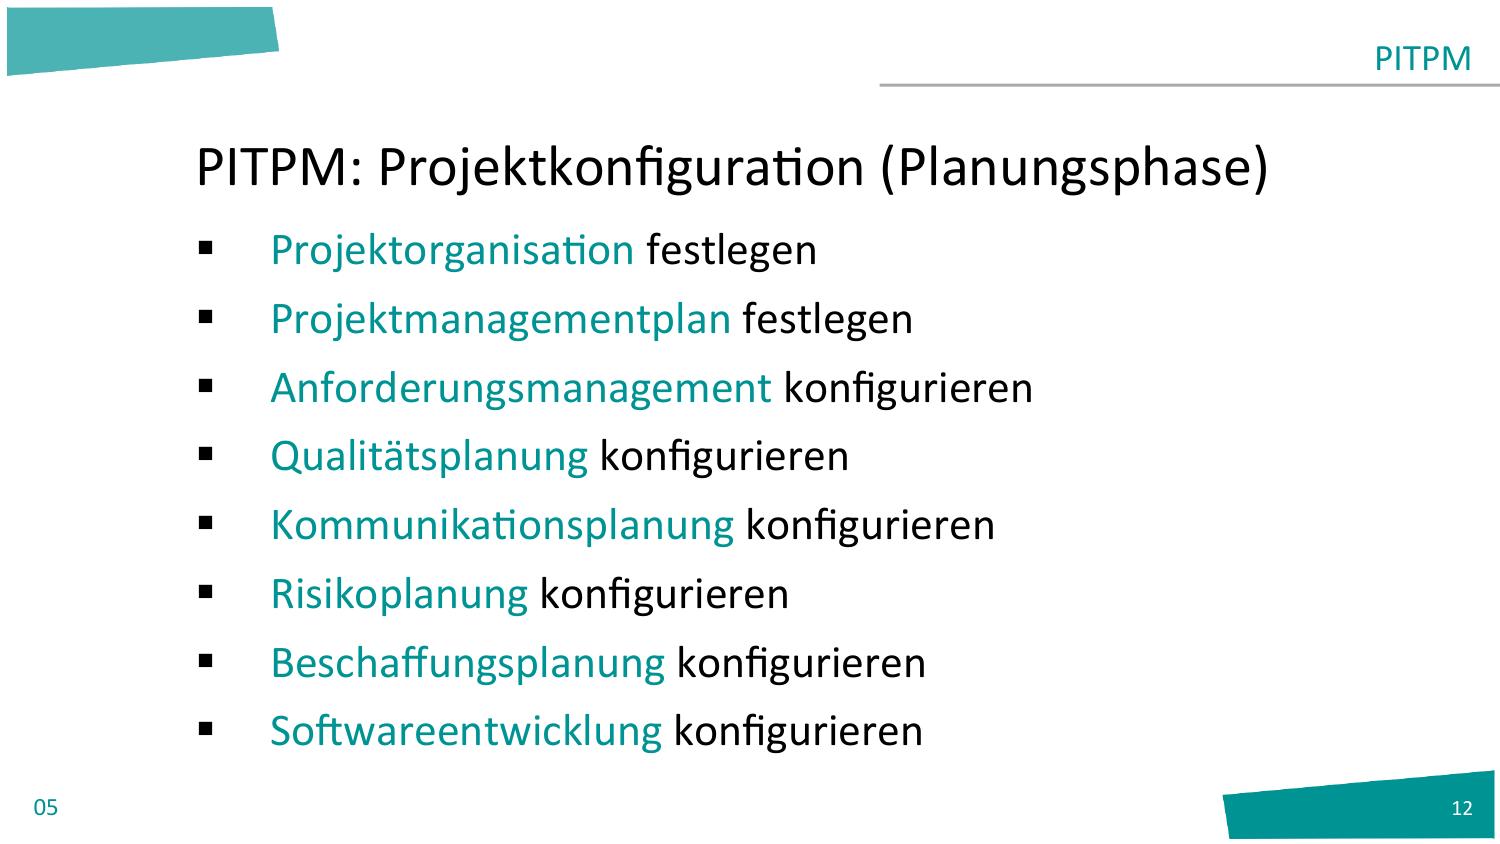 PITPM
PITPM: Projektkonfiguration (Planungsphase)
▪ Projektorganisation festlegen
▪ Projektmanagementplan festlegen
▪ Anforderungsmanagement konfigurieren
▪ Qualitätsplanung konfigurieren
▪ Kommunikationsplanung konfigurieren
▪ Risikoplanung konfigurieren
▪ Beschaffungsplanung konfigurieren
▪ Softwareentwicklung konfigurieren
05
12